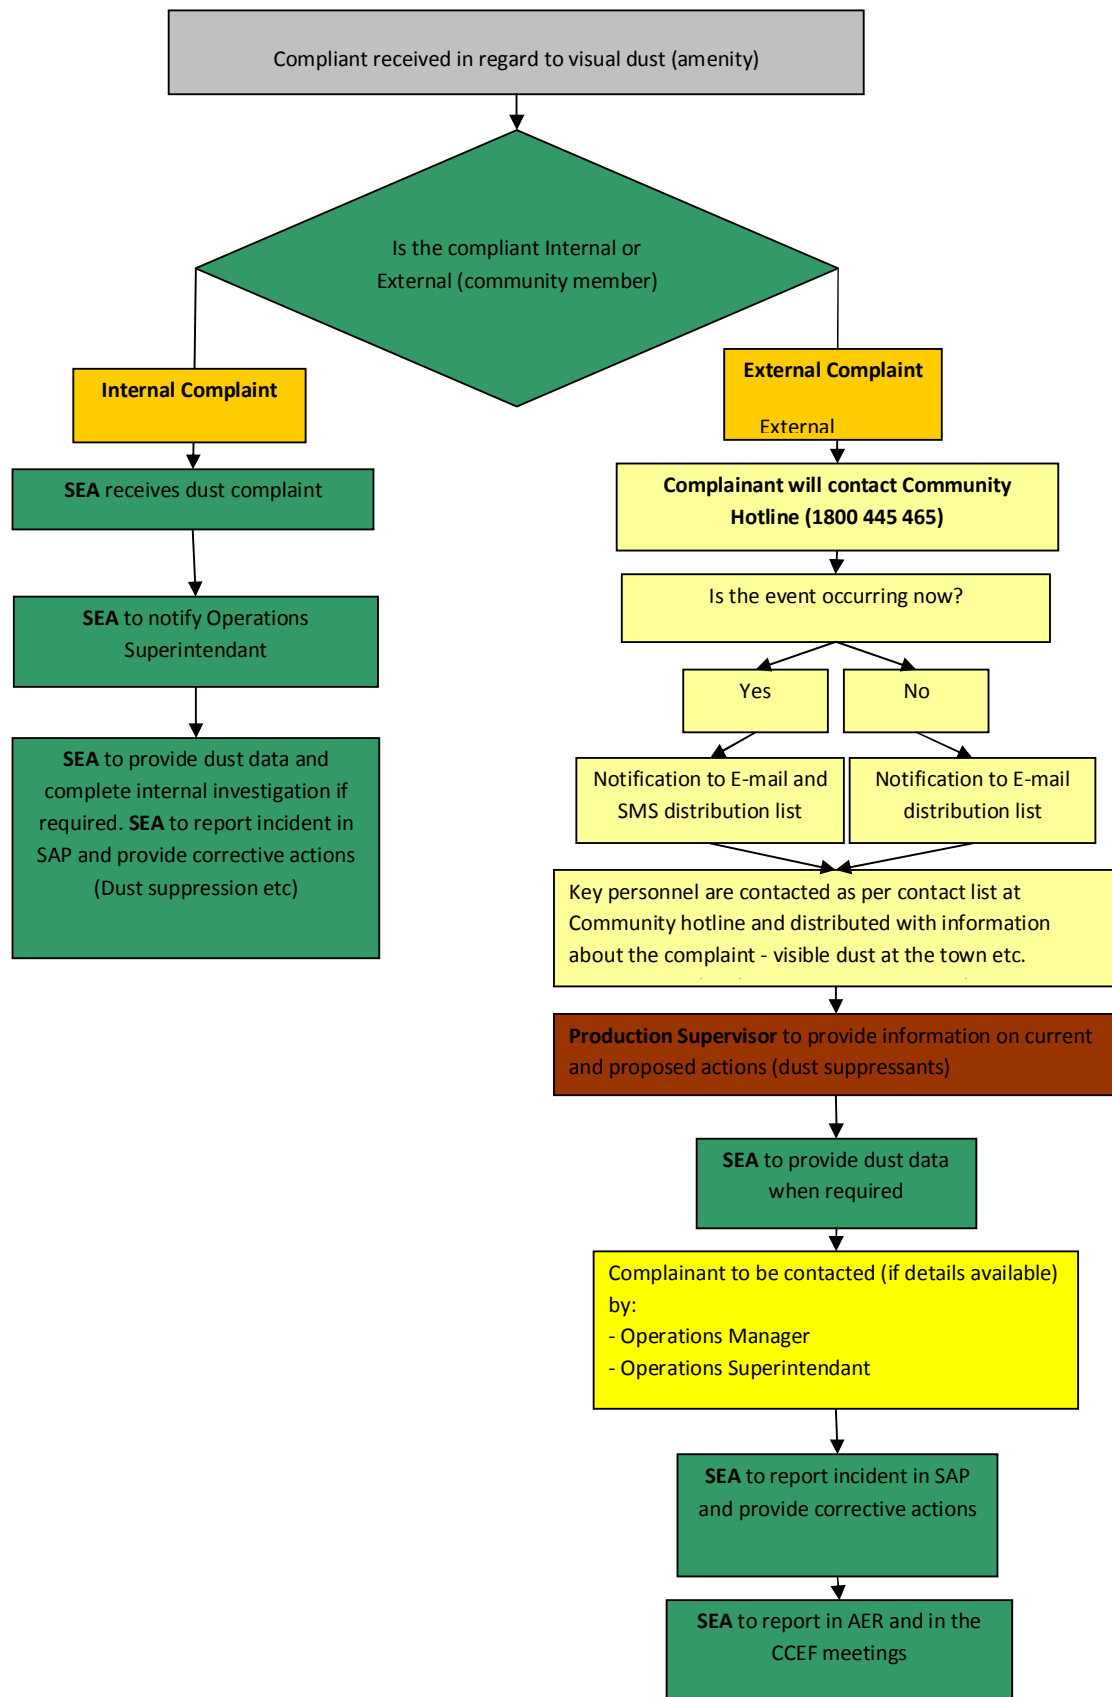 Compliant received in regard to visual dust (amenity)
Is the compliant Internal or
External (community member)
Internal Complaint
SEA receives dust complaint
SEA to notify Operations
Superintendant
SEA to provide dust data and
complete internal investigation if
required. SEA to report incident in
SAP and provide corrective actions
(Dust suppression etc)
External Complaint
External
Complainant will contact Community
Hotline (1800 445 465)
Is the event occurring now?
Yes
No
Notification to E-mail and
SMS distribution list
Notification to E-mail
distribution list
Key personnel are contacted as per contact list at
Community hotline and distributed with information
about the complaint - visible dust at the town etc.
Production Supervisor to provide information on current
and proposed actions (dust suppressants)
SEA to provide dust data
when required
Complainant to be contacted (if details available)
by:
- Operations Manager
- Operations Superintendant
SEA to report incident in SAP
and provide corrective actions
SEA to report in AER and in the
CCEF meetings